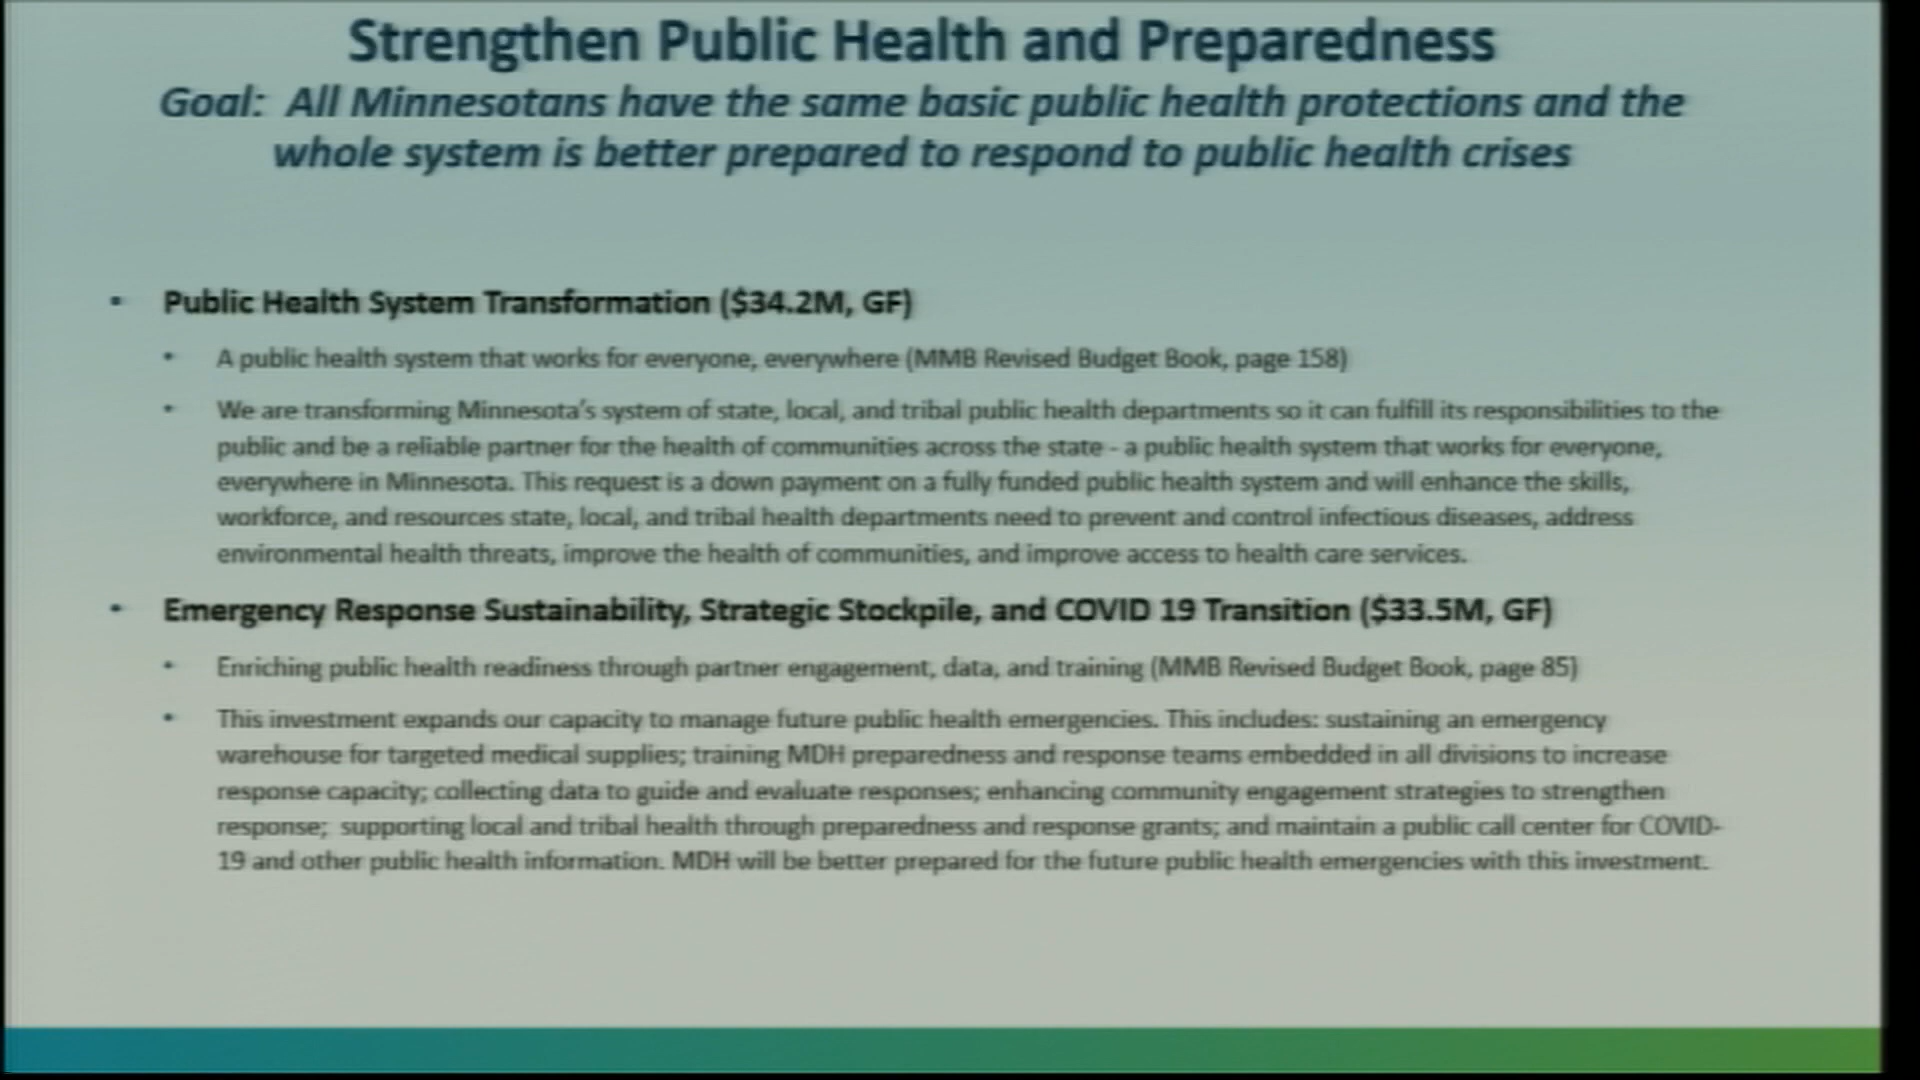 Strengthen Public Health and Preparedness
Goal: All Minnesotans have the same basic public health protections and the
whole system is better prepared to respond to public health crises
• Public Health System Transformation ($34.2M, GF)
• A public health system that works for everyone, everywhere (MMB Revised Budget Book, page 158)
• We are transforming Minnesota's system of state, local, and tribal public health departments so it can fulfill its responsibilities to the
public and be a reliable partner for the health of communities across the state - a public health system that works for everyone,
everywhere in Minnesota. This request is a down payment on a fully funded public health system and will enhance the skills,
workforce, and resources state, local, and tribal health departments need to prevent and control infectious diseases, address
environmental health threats, improve the health of communities, and improve access to health care services.
• Emergency Response Sustainability, Strategic Stockpile, and COVID 19 Transition ($33.5M, GF)
• Enriching public health readiness through partner engagement, data, and training (MMB Revised Budget Book, page 85)
• This investment expands our capacity to manage future public health emergencies. This includes: sustaining an emergency
warehouse for targeted medical supplies; training MDH preparedness and response teams embedded in all divisions to increase
response capacity; collecting data to guide and evaluate responses; enhancing community engagement strategies to strengthen
response; supporting local and tribal health through preparedness and response grants; and maintain a public call center for COVID-
19 and other public health information. MDH will be better prepared for the future public health emergencies with this investment.